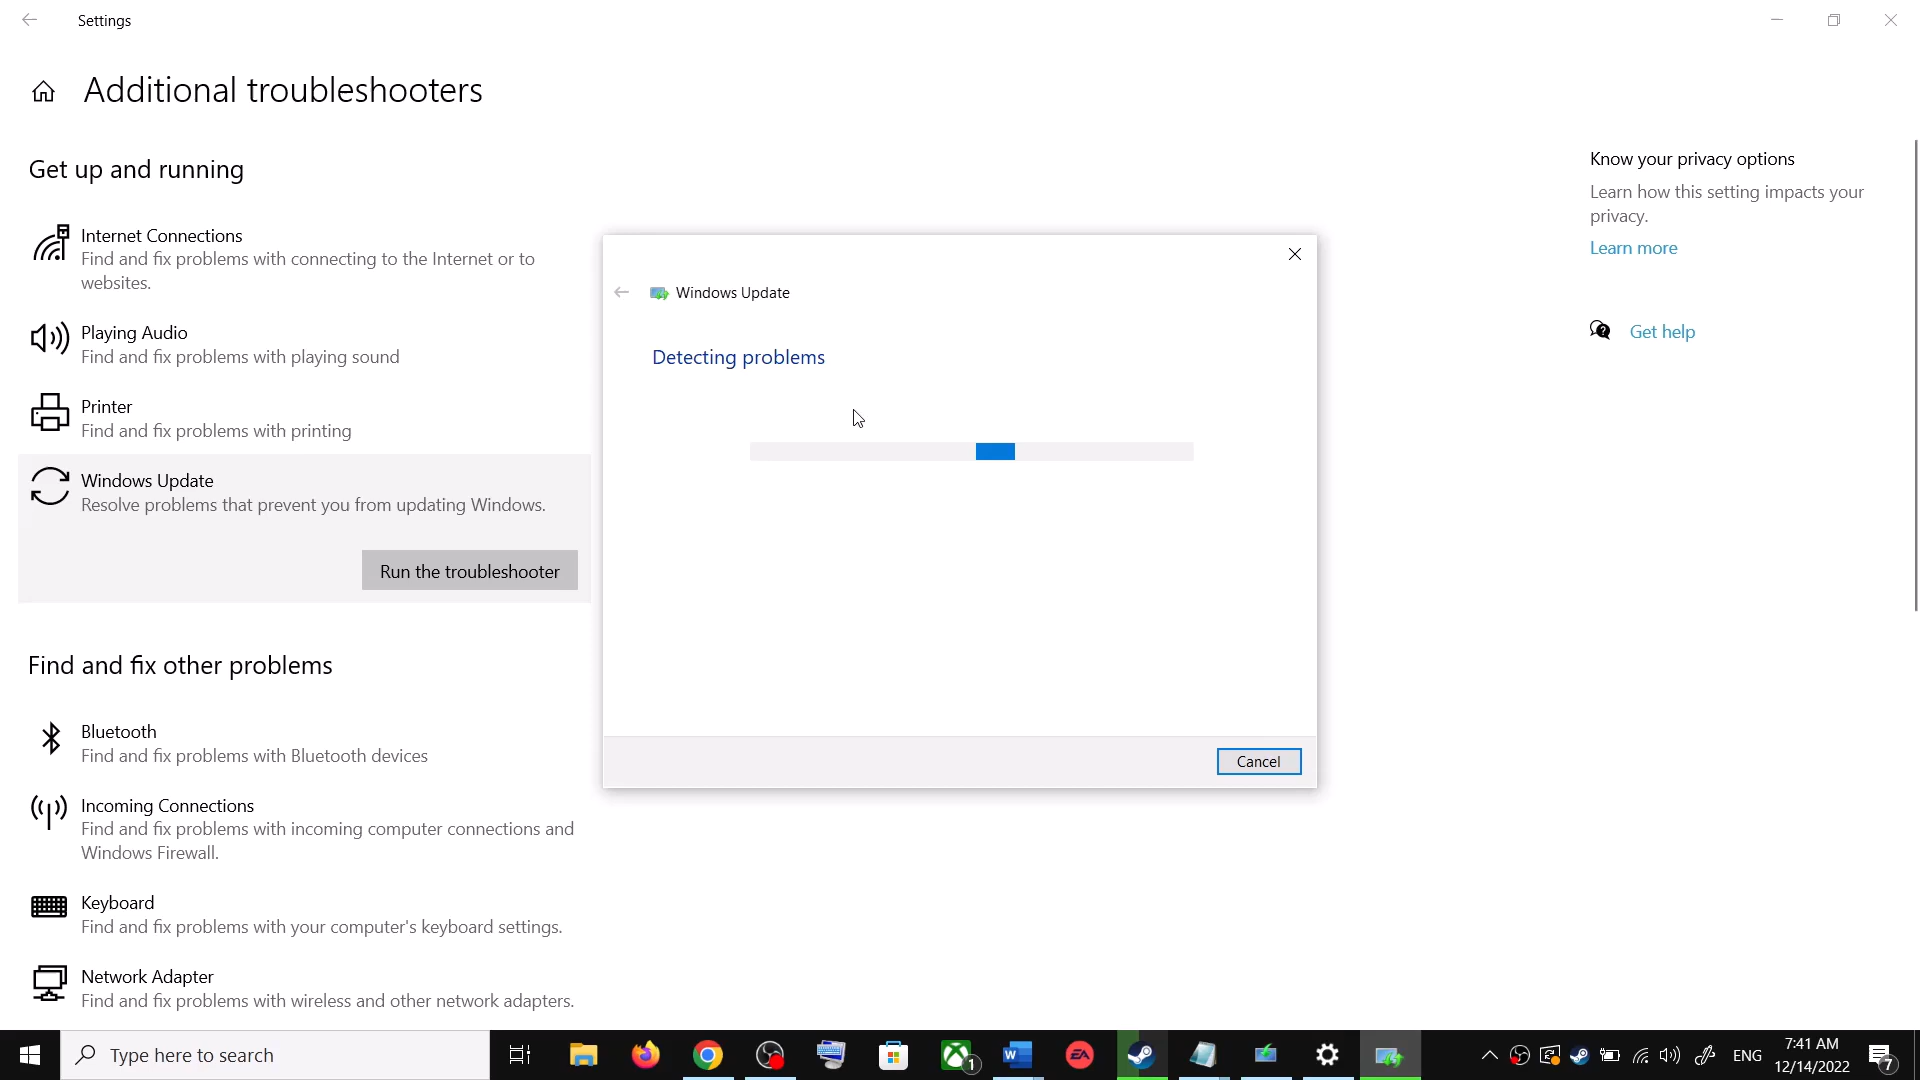 Settings
Additional troubleshooters
Get up and running
Internet Connections
Find and fix problems with connecting to the Internet or to
websites.
Playing Audio
Find and fix problems with playing sound
Printer
Find and fix problems with printing
Windows Update
Resolve problems that prevent you from updating Windows.
Run the troubleshooter
Find and fix other problems
Bluetooth
Find and fix problems with Bluetooth devices
Incoming Connections
Find and fix problems with incoming computer connections and
Windows Firewall.
Keyboard
Find and fix problems with your computer's keyboard settings.
Network Adapter
Find and fix problems with wireless and other network adapters.
Windows Update
Detecting problems
Cancel
Know your privacy options
Learn how this setting impacts your
privacy.
Learn more
Get help
Type here to search
1
W
EA
ENG
7:41 AM
12/14/2022
7